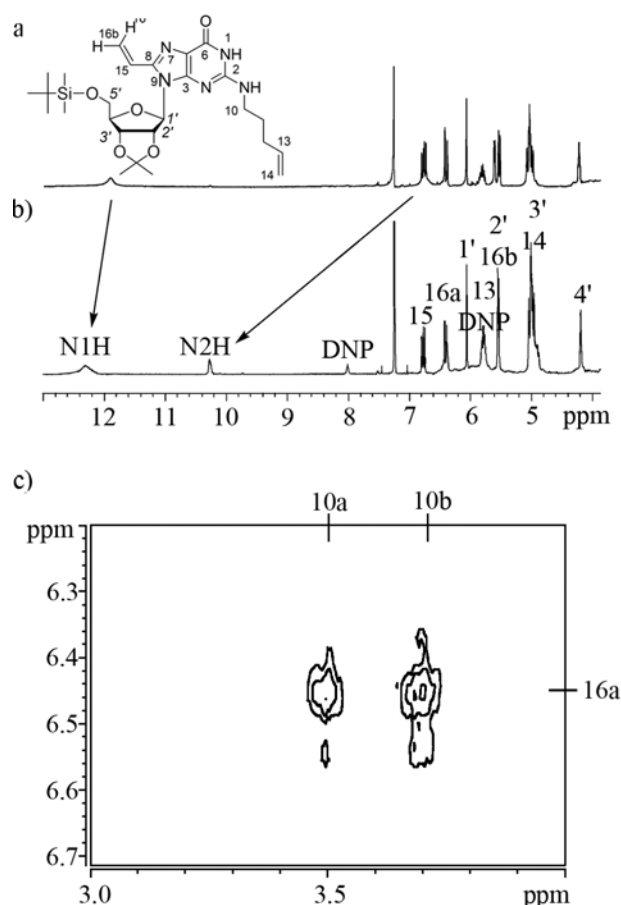 a
H
16b
H
15
8
N
7
9
N
O
6
1
NH
3
N
2
NH
10
13
14
Si
O
5'
O
1'
2'
3'
O
O
b)
N1H
N2H
DNP
15
16a
1'
2'
16b
13
DNP
3'
14
4'
12 11 10 9 8 7 6 5 ppm
c)
10a 10b
ppm
6.3
6.4
16a
6.5
6.6
6.7
3.0 3.5 ppm